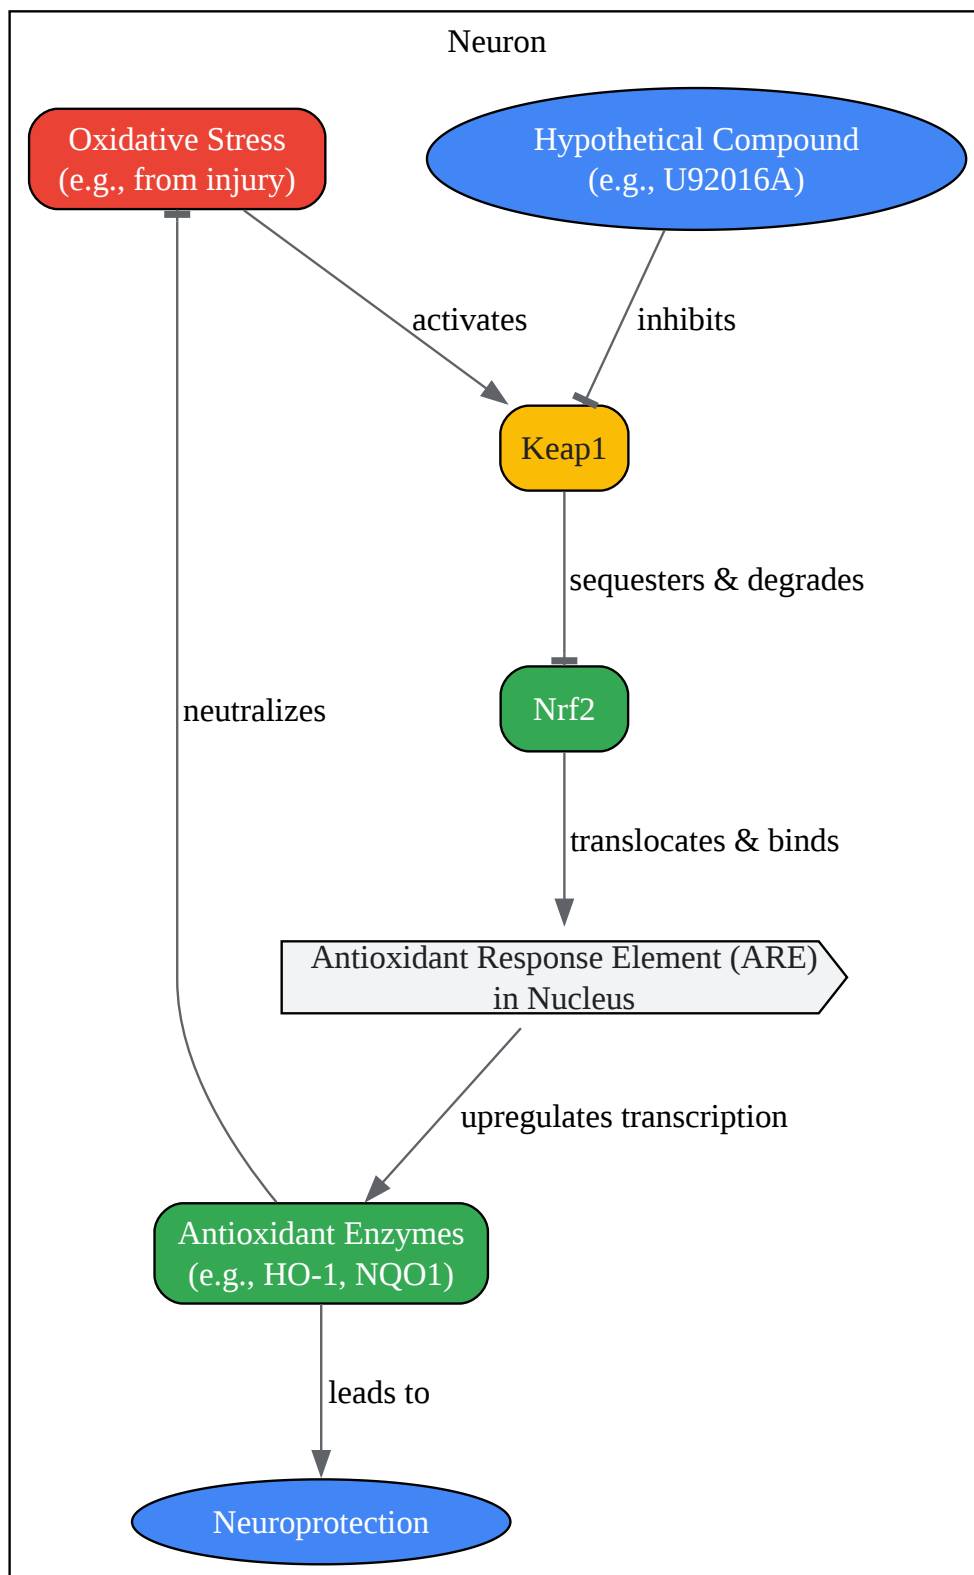 Neuron
Oxidative Stress
(e.g., from injury)
Hypothetical Compound
(e.g., U92016A)
activates
inhibits
Keap1
sequesters & degrades
Nrf2
neutralizes
translocates & binds
Antioxidant Response Element (ARE)
in Nucleus
upregulates transcription
Antioxidant Enzymes
(e.g., HO-1, NQO1)
leads to
Neuroprotection